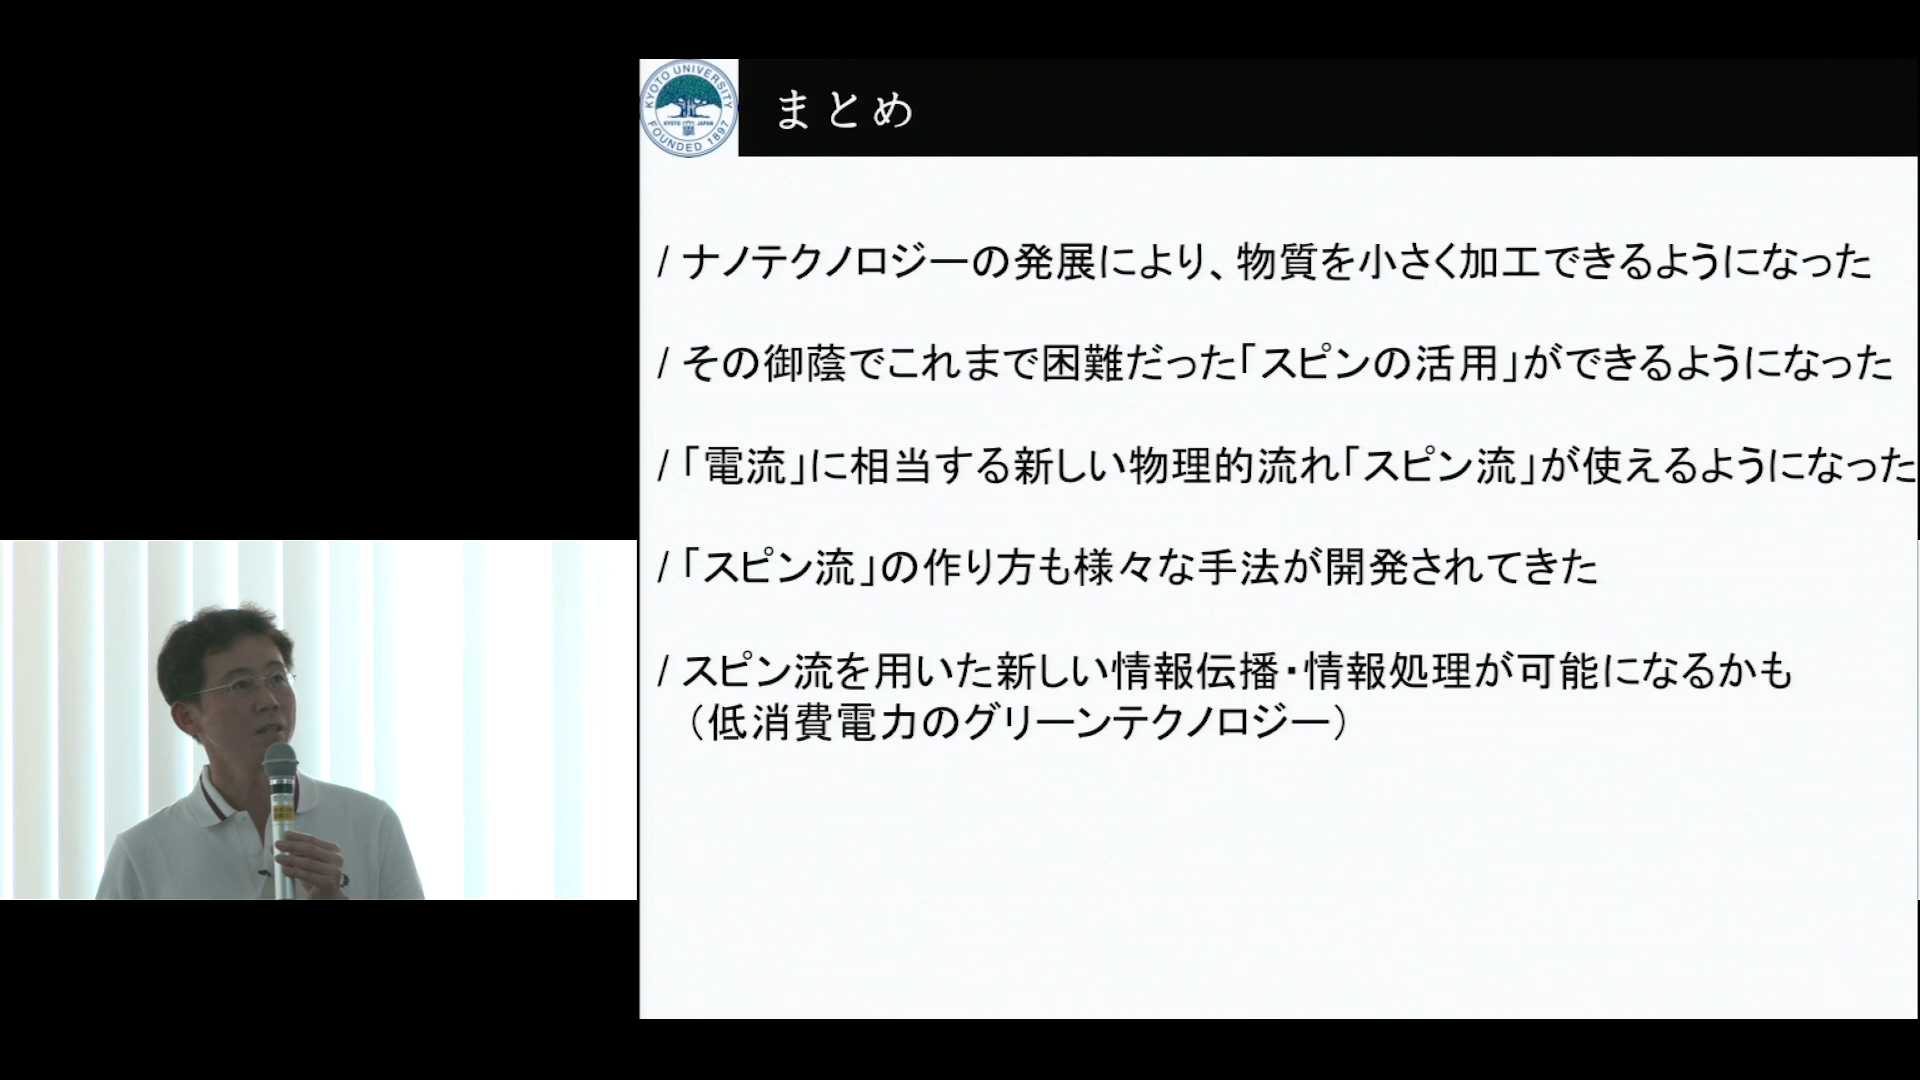 KYOTO UNIVERSITY
KYOTO JAPAN
FOUNDED 1897
まとめ
/ ナノテクノロジーの発展により、物質を小さく加工できるようになった
/ その御蔭でこれまで困難だった「スピンの活用」ができるようになった
/「電流」に相当する新しい物理的流れ「スピン流」が使えるようになった
/「スピン流」の作り方も様々な手法が開発されてきた
/ スピン流を用いた新しい情報伝播・情報処理が可能になるかも
（低消費電力のグリーンテクノロジー）